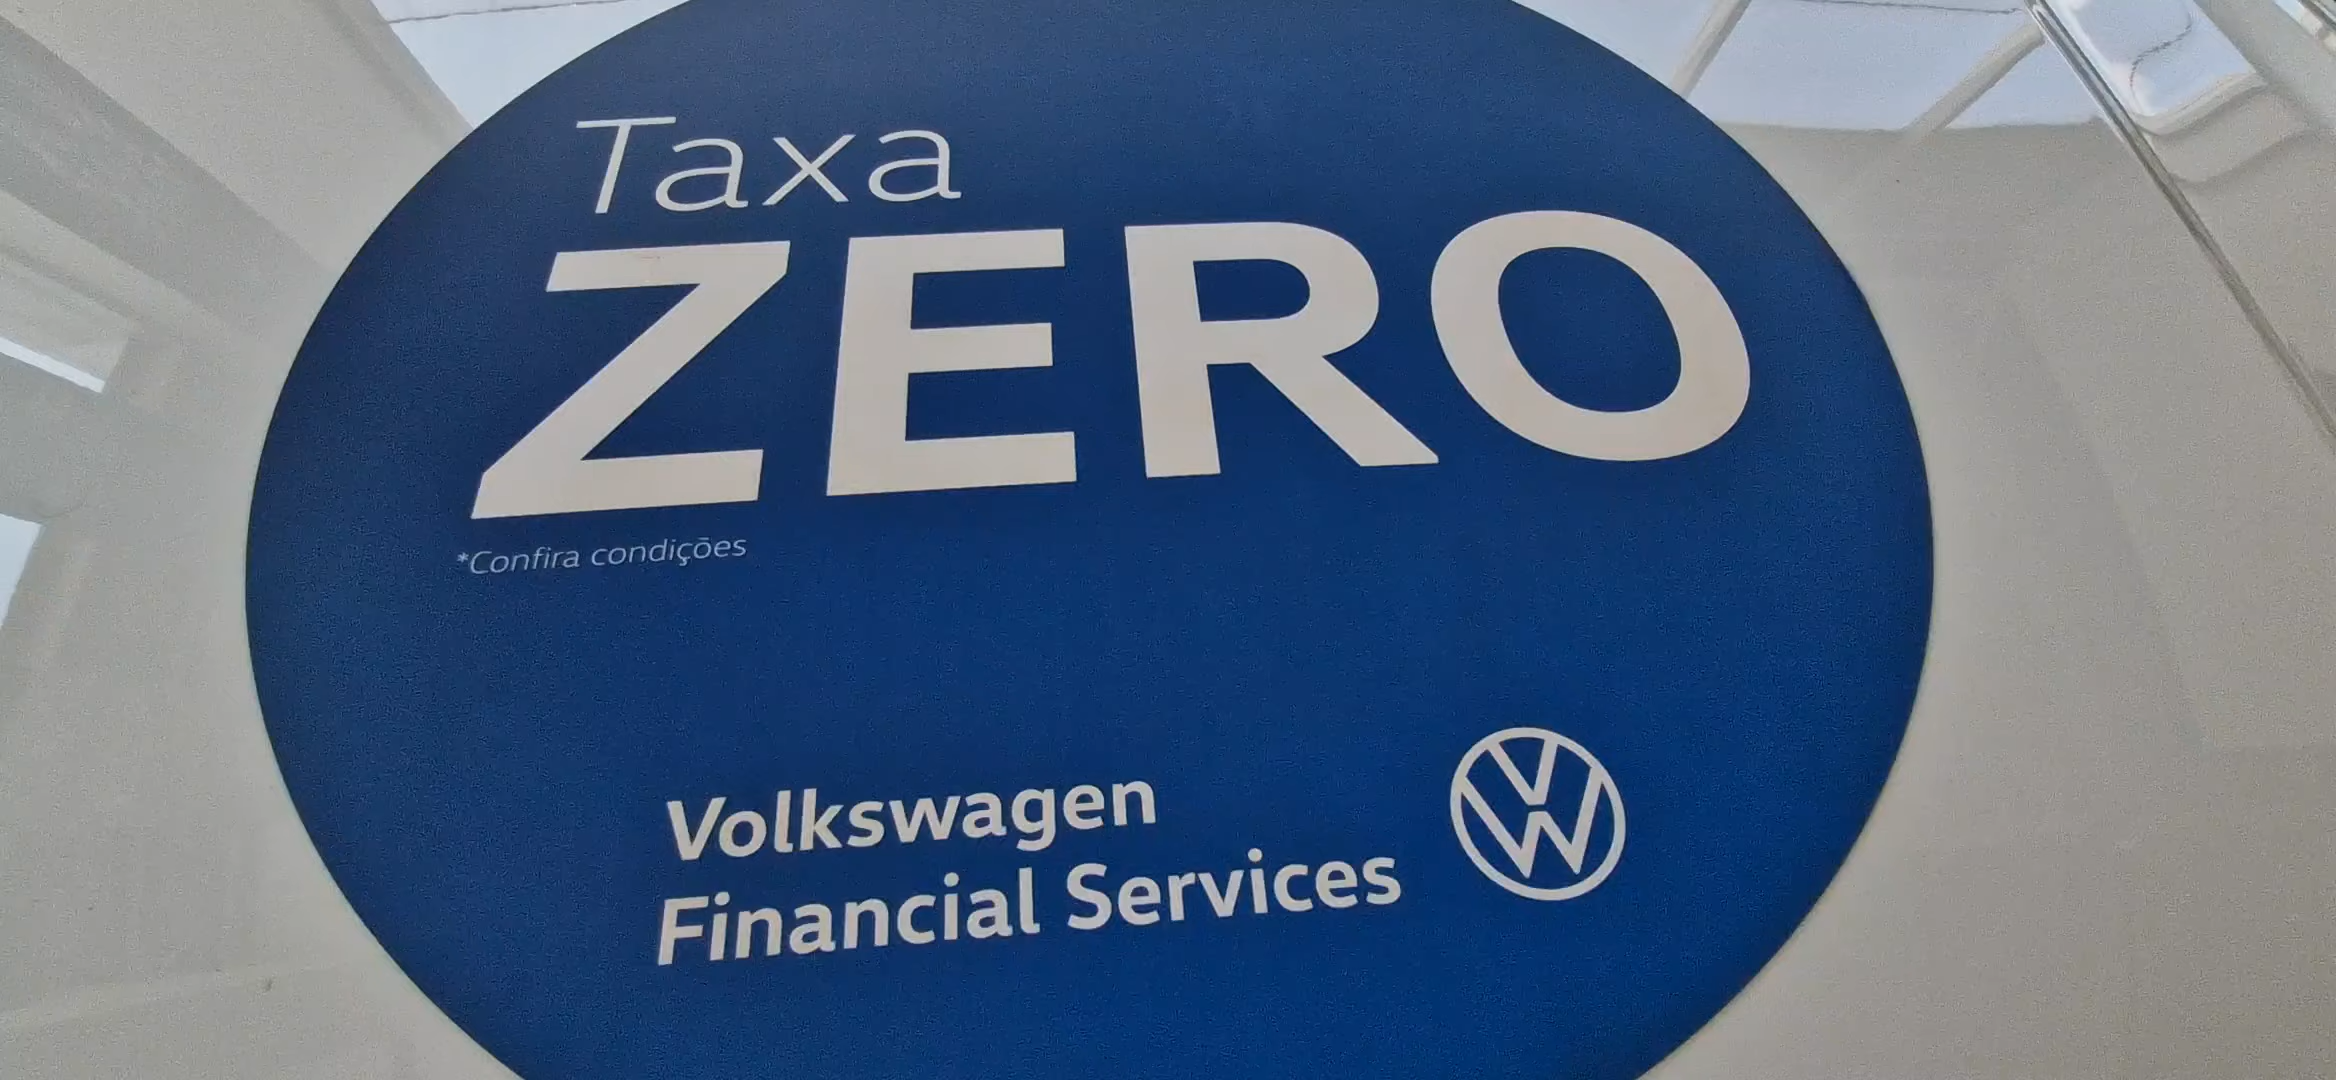 Taxa
ZERO
*Confira condições
Volkswagen
Financial Services